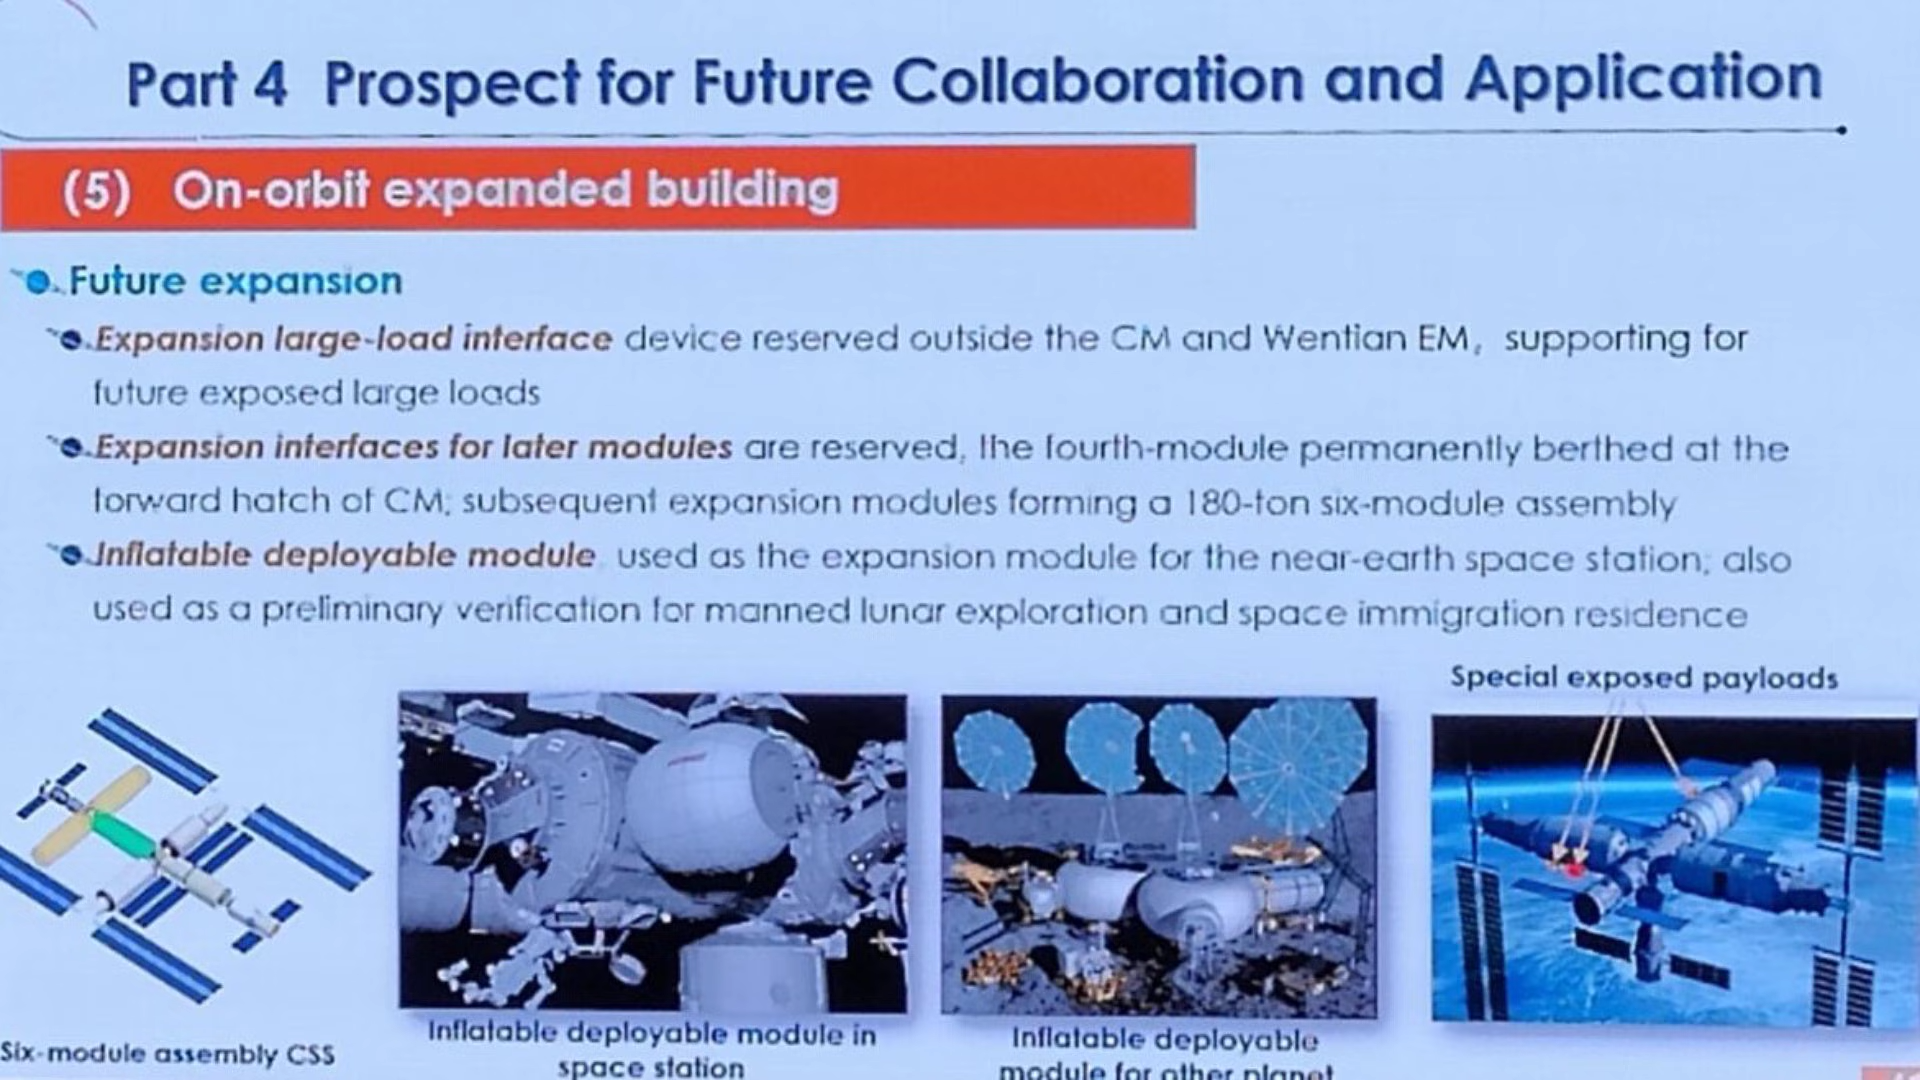 Part 4 Prospect for Future Collaboration and Application
(5) On-orbit expanded building
Future expansion
Expansion large-load interface device reserved outside the CM and Wentian EM, supporting for
future exposed large loads
Expansion interfaces for later modules are reserved, the fourth-module permanently berthed at the
forward hatch of CM; subsequent expansion modules forming a 180-ton six-module assembly
Inflatable deployable module used as the expansion module for the near-earth space station; also
used as a preliminary verification for manned lunar exploration and space immigration residence
Special exposed payloads
Six-module assembly CSS
Inflatable deployable module in
space station
Inflatable deployable
module for other planet